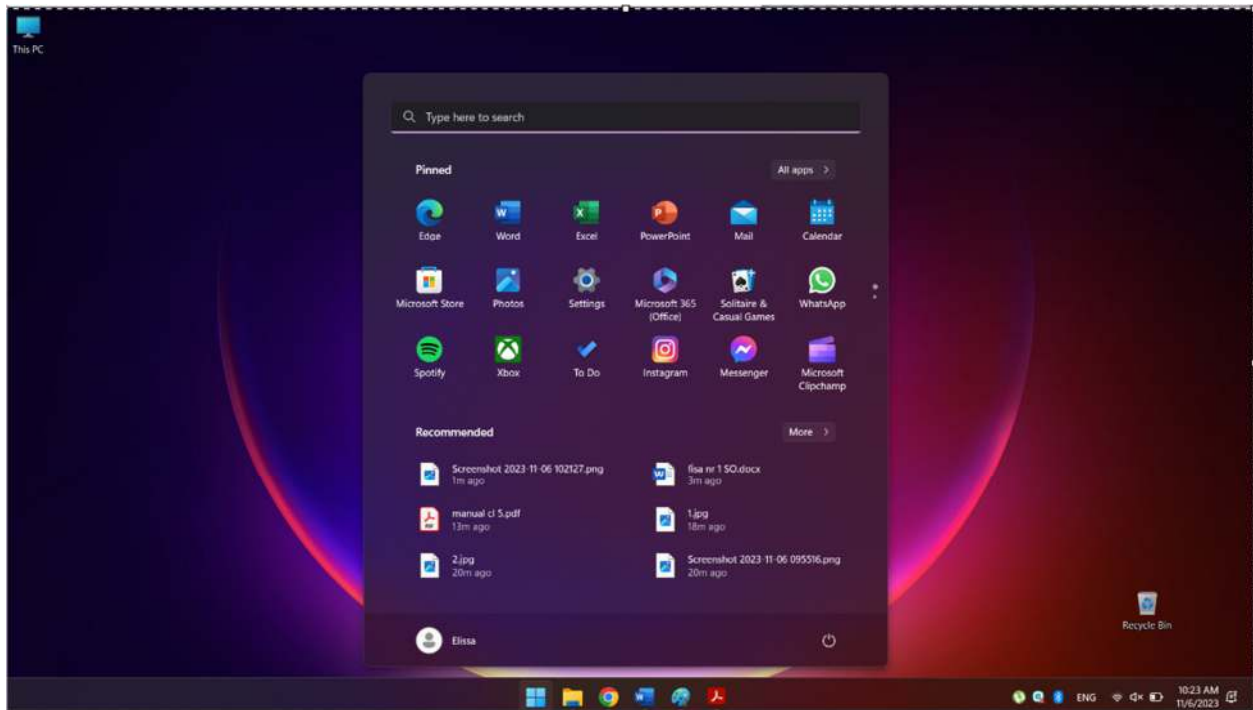 This PC
Type here to search
Pinned
All apps >
Edge Word Excel PowerPoint Mail Calendar
Microsoft Store Photos Settings Microsoft 365 (Office) Solitaire & Casual Games WhatsApp
Spotify Xbox To Do Instagram Messenger Microsoft Clipchamp
Recommended
More >
Screenshot 2023-11-06 102127.png
1m ago
fisa nr 1 SO.docx
3m ago
manual cl 5.pdf
13m ago
1.jpg
18m ago
2.jpg
20m ago
Screenshot 2023-11-06 095516.png
20m ago
Elissa
Recycle Bin
ENG
10:23 AM
11/6/2023